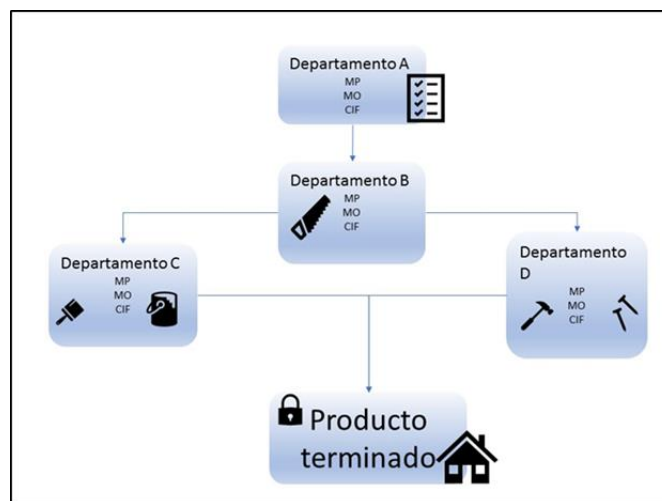 Departamento A
MP
MO
CIF
Departamento B
MP
MO
CIF
Departamento C
MP
MO
CIF
Departamento
D
MP
MO
CIF
Producto
terminado